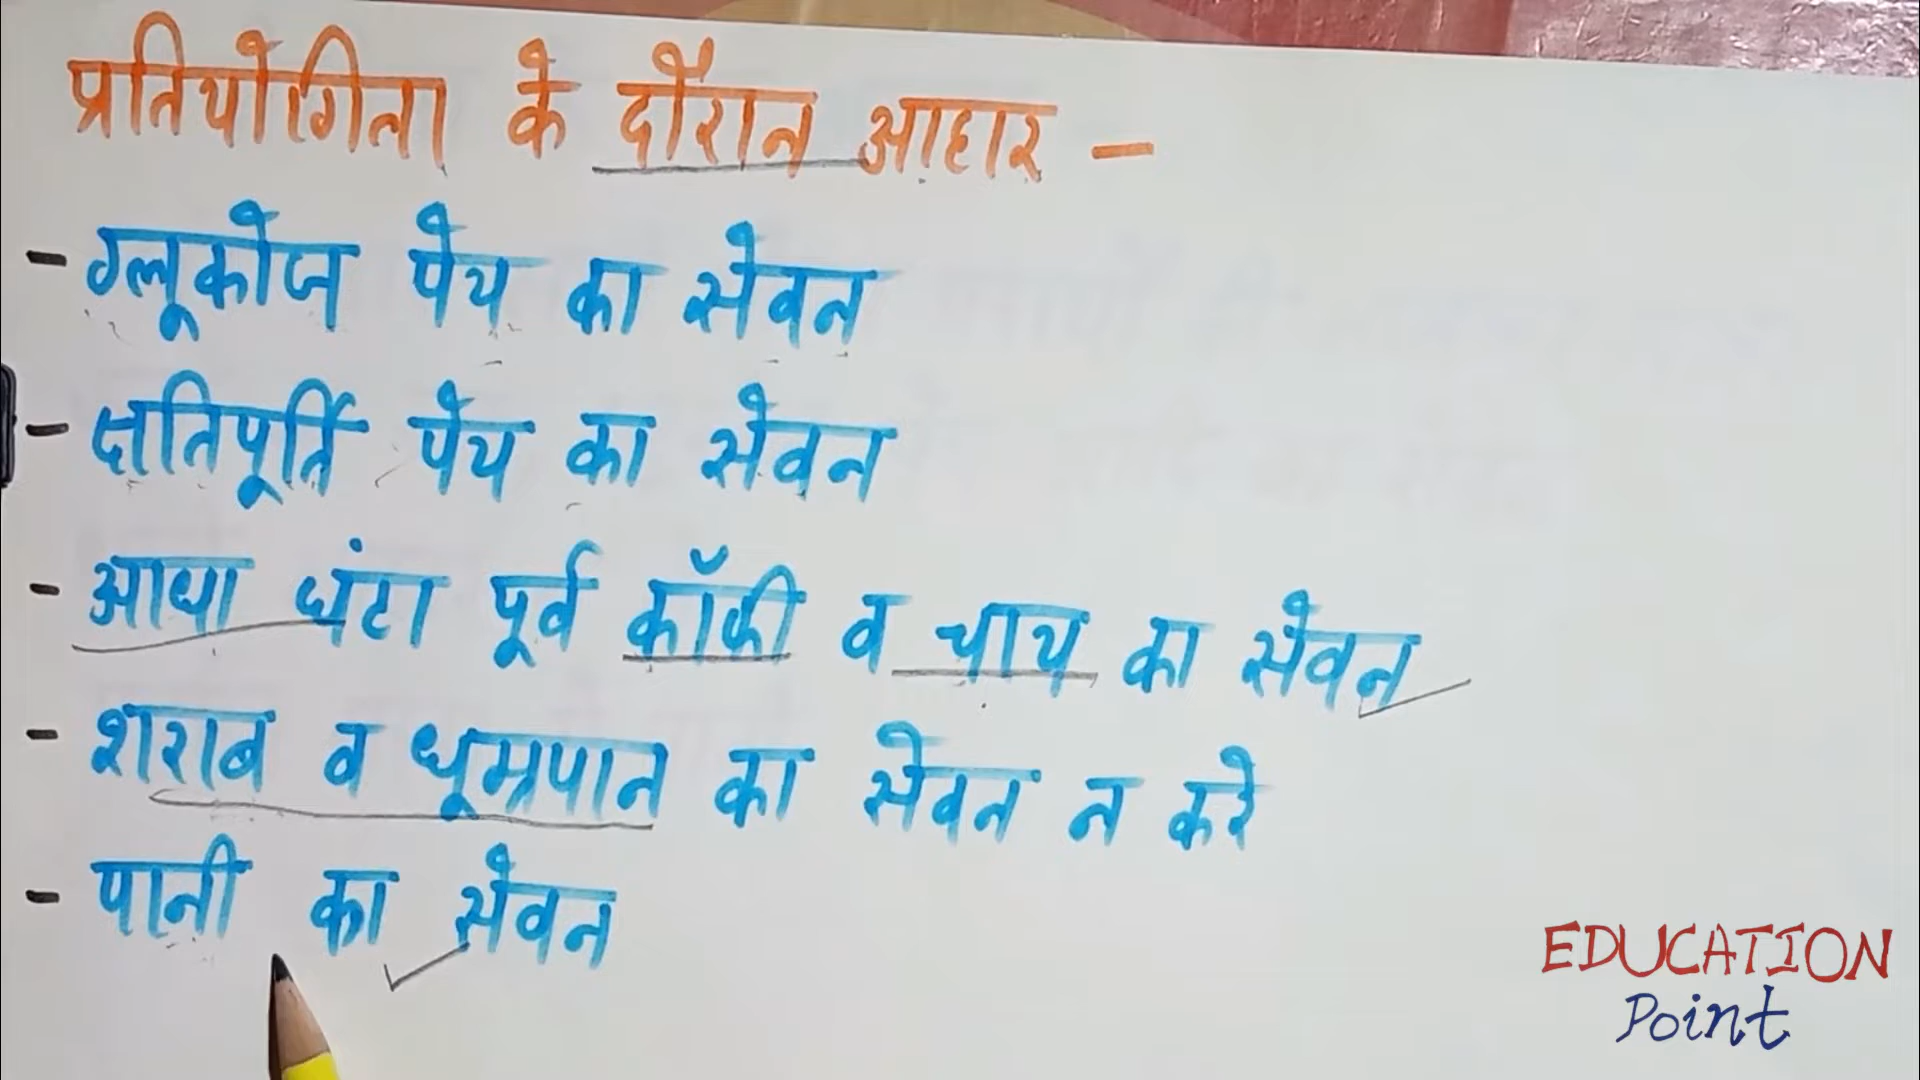 प्रतियोगिता के दौरान आहार -
- ग्लूकोज पेय का सेवन
- क्षतिपूर्ति पेय का सेवन
- आधा घंटा पूर्व कॉफी व चाय का सेवन
- शराब व धूम्रपान का सेवन न करे
- पानी का सेवन
EDUCATION
Point